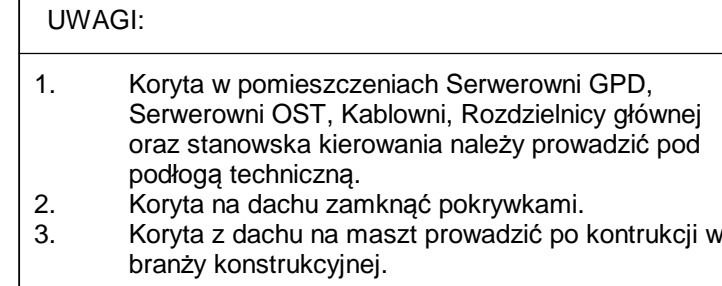 UWAGI:
1. Koryta w pomieszczeniach Serwerowni GPD,
Serwerowni OST, Kablowni, Rozdzielnicy głównej
oraz stanowska kierowania należy prowadzić pod
podłogą techniczną.
2. Koryta na dachu zamknąć pokrywkami.
3. Koryta z dachu na maszt prowadzić po kontrukcji w
branży konstrukcyjnej.